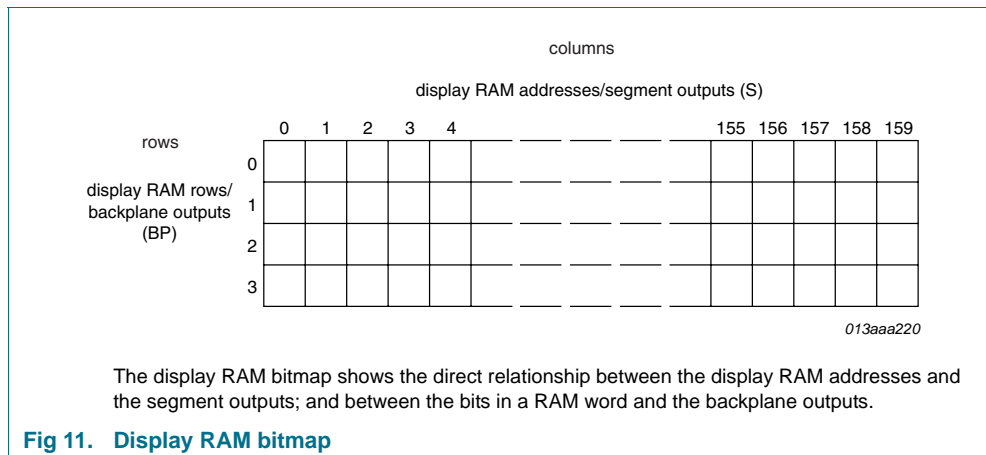 columns
display RAM addresses/segment outputs (S)
0 1 2 3 4 155 156 157 158 159
rows
0
display RAM rows/
backplane outputs
(BP)
1
2
3
013aaa220
The display RAM bitmap shows the direct relationship between the display RAM addresses and
the segment outputs; and between the bits in a RAM word and the backplane outputs.
Fig 11. Display RAM bitmap